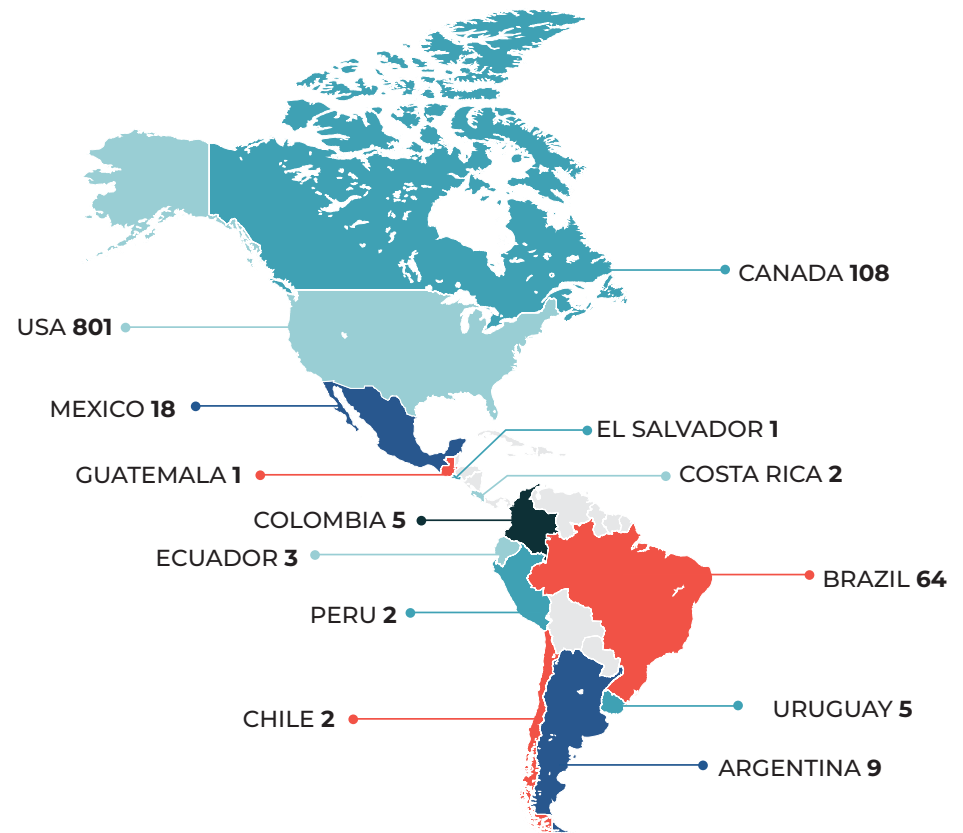 CANADA 108
USA 801
MEXICO 18
EL SALVADOR 1
GUATEMALA 1
COSTA RICA 2
COLOMBIA 5
ECUADOR 3
BRAZIL 64
PERU 2
URUGUAY 5
CHILE 2
ARGENTINA 9